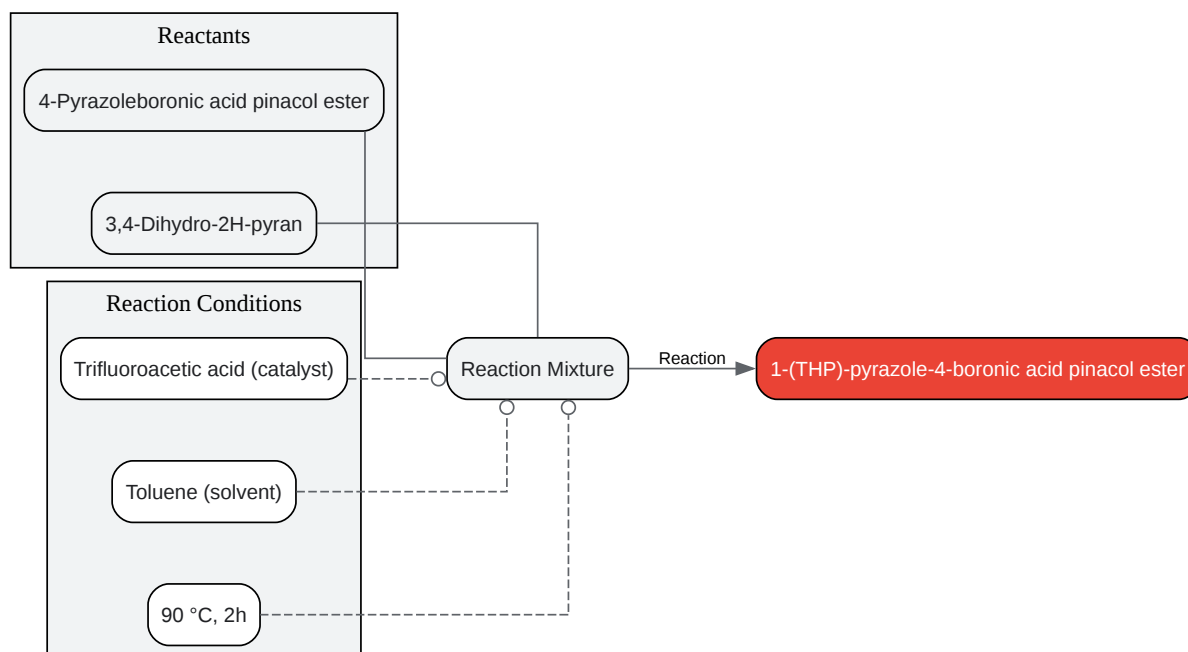 Reactants
4-Pyrazoleboronic acid pinacol ester
3,4-Dihydro-2H-pyran
Reaction Conditions
Trifluoroacetic acid (catalyst)
Toluene (solvent)
90 °C, 2h
Reaction Mixture
Reaction
1-(THP)-pyrazole-4-boronic acid pinacol ester